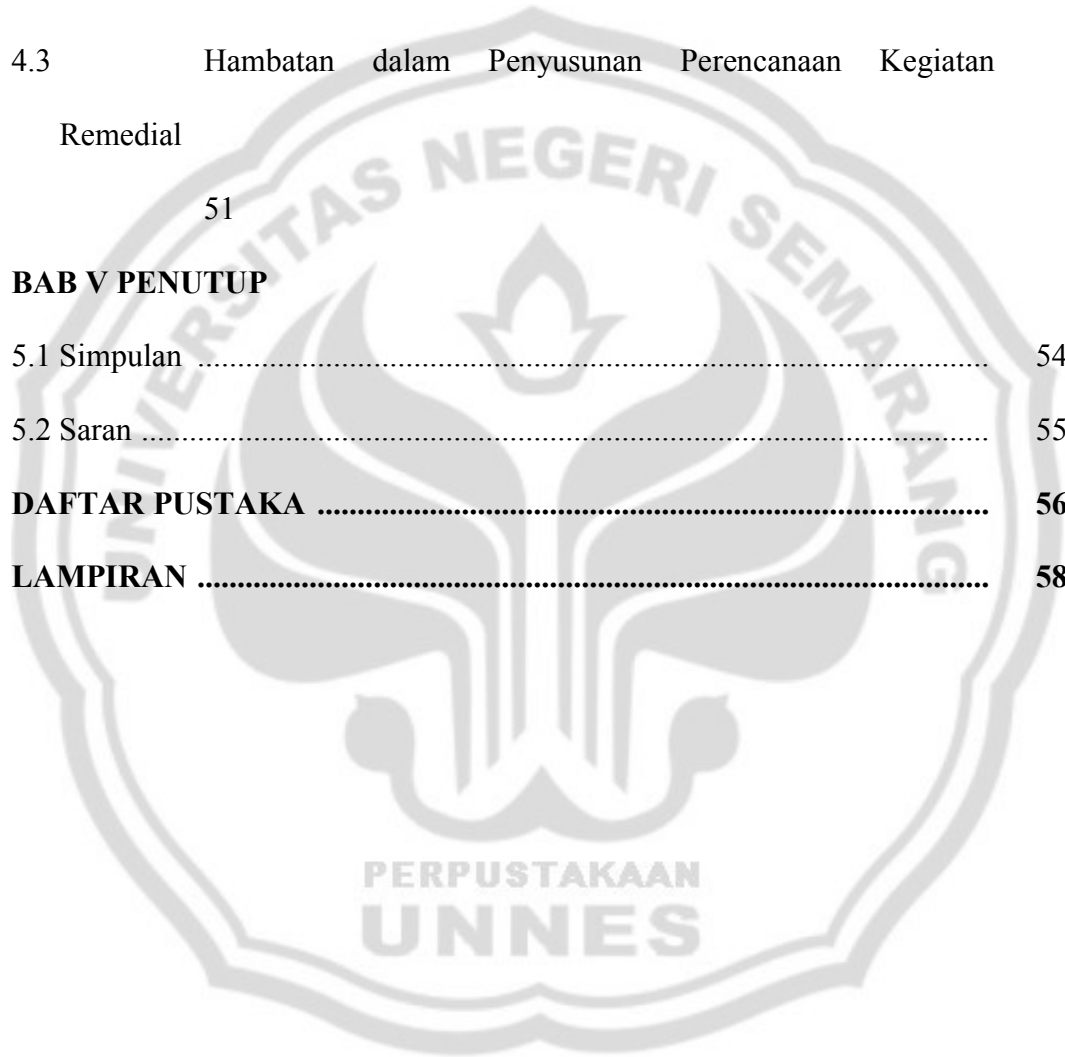 4.3 Hambatan dalam Penyusunan Perencanaan Kegiatan
Remedial
51
BAB V PENUTUP
5.1 Simpulan .................................................................................................... 54
5.2 Saran ........................................................................................................... 55
DAFTAR PUSTAKA ..................................................................................... 56
LAMPIRAN .................................................................................................... 58
UNIVERSITAS NEGERI SEMARANG
PERPUSTAKAAN
UNNES